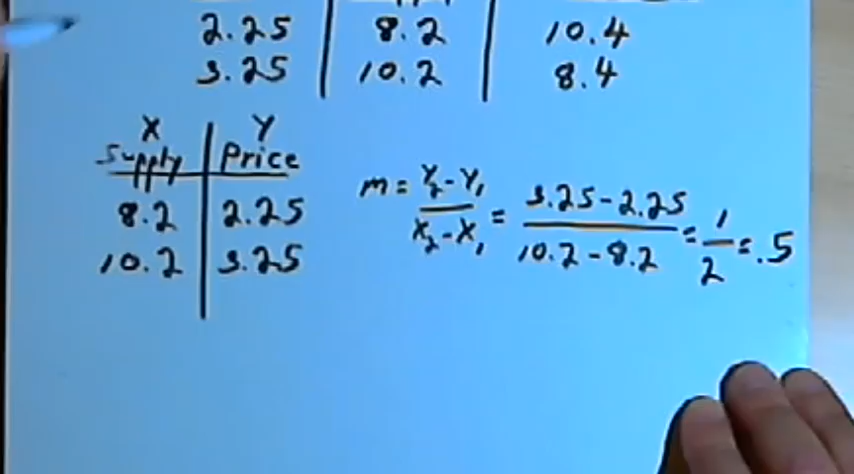 2.25 8.2 10.4
3.25 10.2 8.4
X Y
Supply Price
8.2 2.25
10.2 3.25
m = Y₂-Y₁ / X₂-X₁ = 3.25-2.25 / 10.2-8.2 = 1/2 = .5